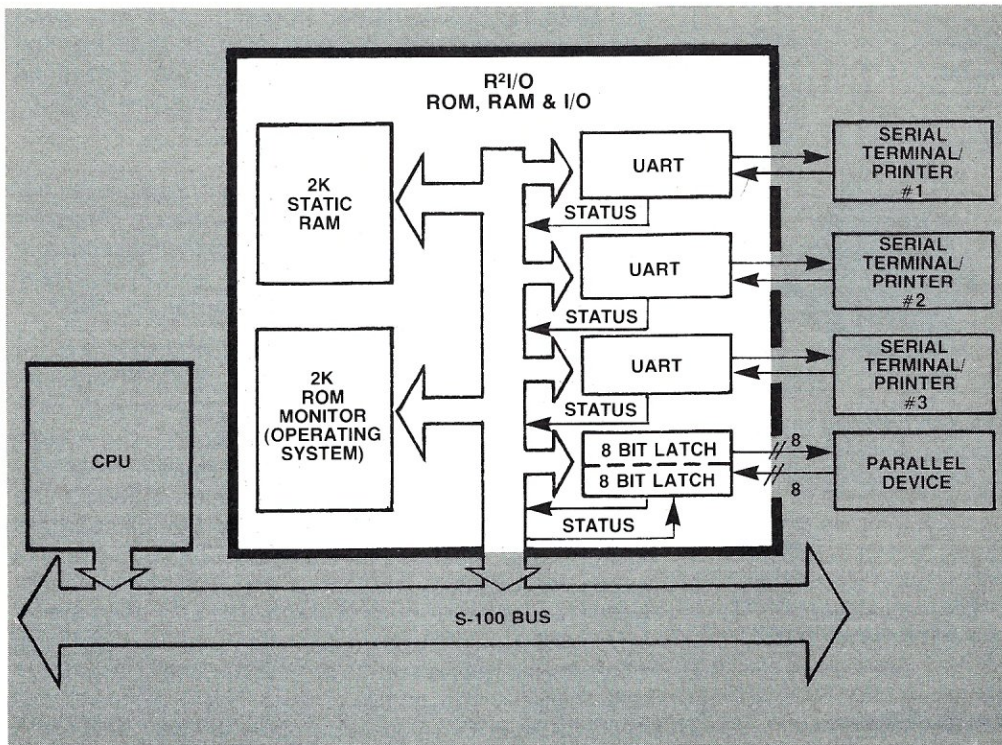 R²I/O
ROM, RAM & I/O
2K
STATIC
RAM
2K
ROM
MONITOR
(OPERATING
SYSTEM)
UART
STATUS
UART
STATUS
UART
STATUS
8 BIT LATCH
8 BIT LATCH
STATUS
8
8
SERIAL
TERMINAL/
PRINTER
#1
SERIAL
TERMINAL/
PRINTER
#2
SERIAL
TERMINAL/
PRINTER
#3
PARALLEL
DEVICE
CPU
S-100 BUS